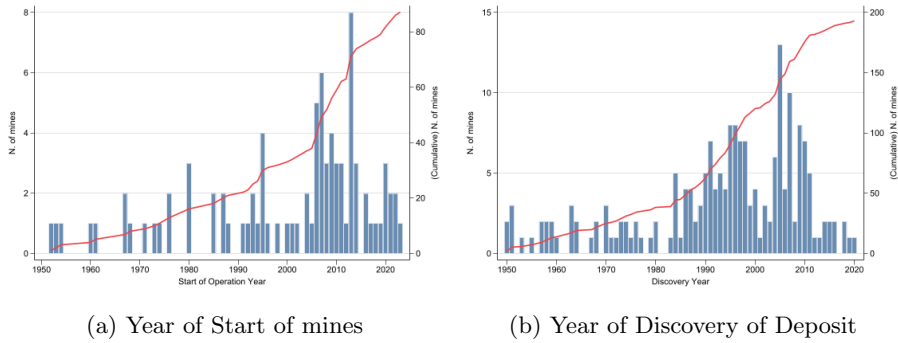 8
6
4
2
0
N. of mines
80
60
40
20
0
(Cumulative) N. of mines
1950 1960 1970 1980 1990 2000 2010 2020
Start of Operation Year
(a) Year of Start of mines
15
10
5
0
N. of mines
200
150
100
50
0
(Cumulative) N. of mines
1950 1960 1970 1980 1990 2000 2010 2020
Discovery Year
(b) Year of Discovery of Deposit